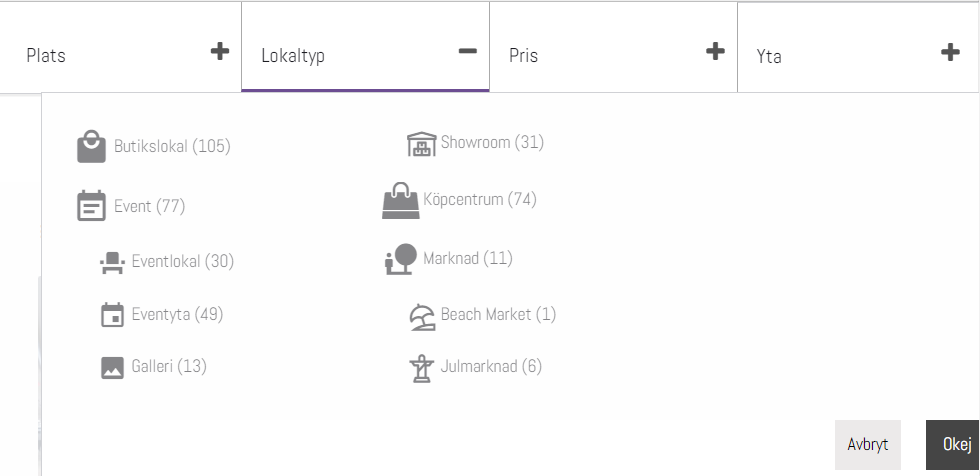 Plats
Lokaltyp
Pris
Yta
Butikslokal (105)
Event (77)
Eventlokal (30)
Eventyta (49)
Galleri (13)
Showroom (31)
Köpcentrum (74)
Marknad (11)
Beach Market (1)
Julmarknad (6)
Avbryt
Okej